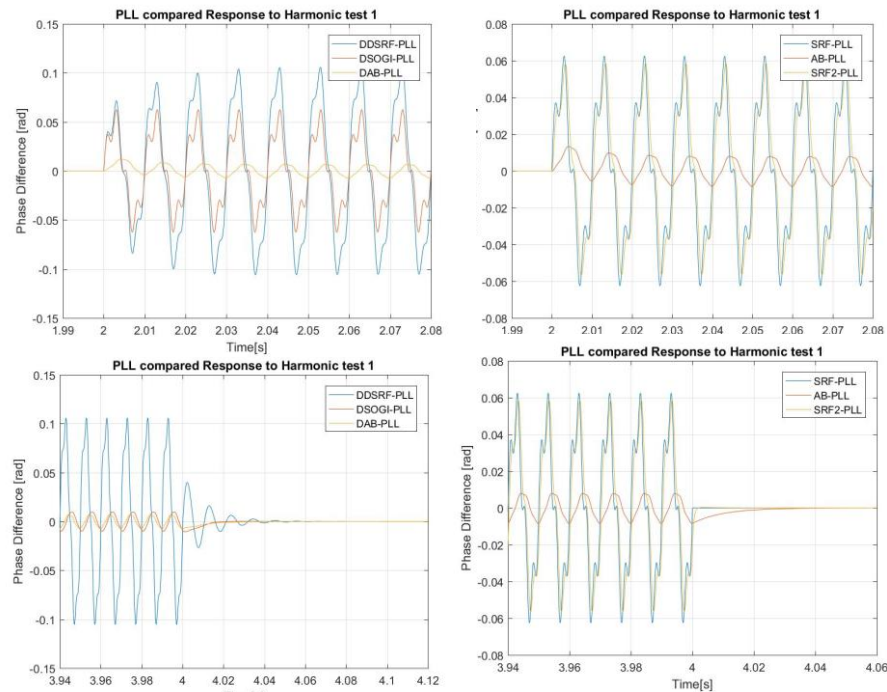 PLL compared Response to Harmonic test 1
DDSRF-PLL
DSOGI-PLL
DAB-PLL
0.15
0.1
0.05
0
-0.05
-0.1
-0.15
Phase Difference [rad]
1.99 2 2.01 2.02 2.03 2.04 2.05 2.06 2.07 2.08
Time[s]
PLL compared Response to Harmonic test 1
SRF-PLL
AB-PLL
SRF2-PLL
0.08
0.06
0.04
0.02
0
-0.02
-0.04
-0.06
-0.08
1.99 2 2.01 2.02 2.03 2.04 2.05 2.06 2.07 2.08
PLL compared Response to Harmonic test 1
DDSRF-PLL
DSOGI-PLL
DAB-PLL
0.15
0.1
0.05
0
-0.05
-0.1
-0.15
Phase Difference [rad]
3.94 3.96 3.98 4 4.02 4.04 4.06 4.08 4.1 4.12
PLL compared Response to Harmonic test 1
SRF-PLL
AB-PLL
SRF2-PLL
0.08
0.06
0.04
0.02
0
-0.02
-0.04
-0.06
-0.08
Phase Difference [rad]
3.94 3.96 3.98 4 4.02 4.04 4.06
Time[s]